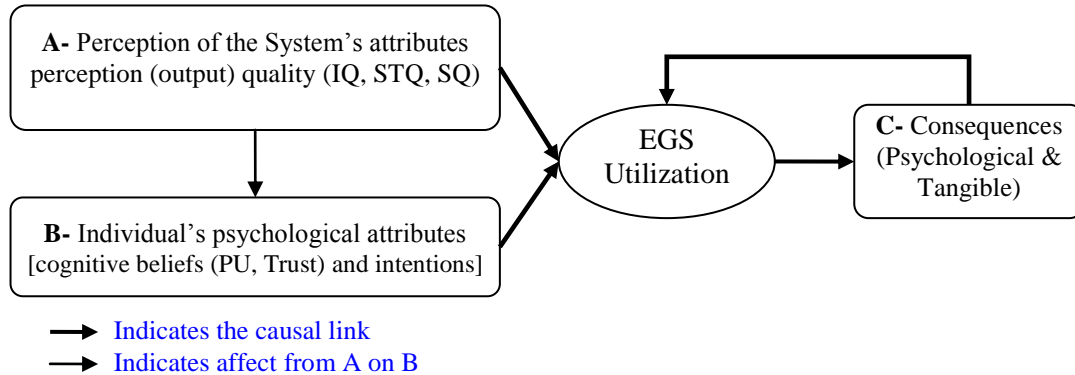 A- Perception of the System's attributes
perception (output) quality (IQ, STQ, SQ)
EGS
Utilization
C- Consequences
(Psychological &
Tangible)
B- Individual's psychological attributes
[cognitive beliefs (PU, Trust) and intentions]
Indicates the causal link
Indicates affect from A on B